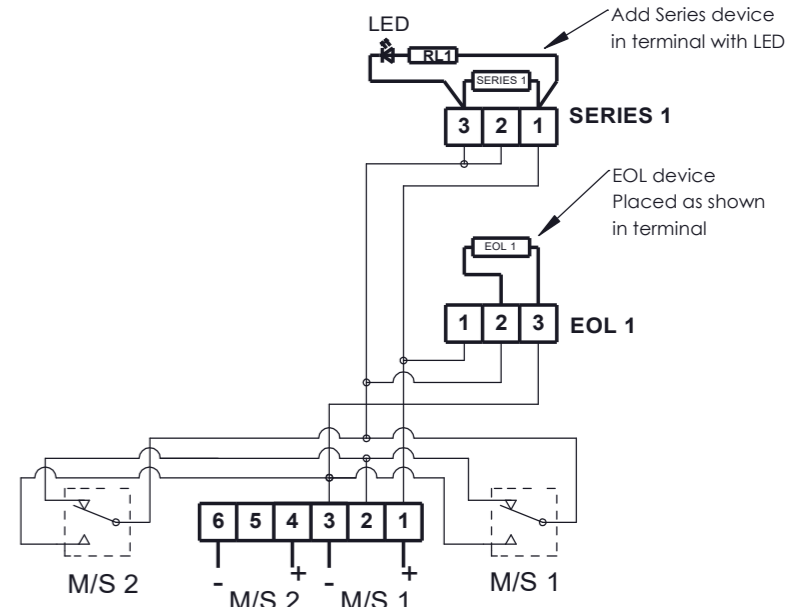 LED
Add Series device
in terminal with LED
RL1
SERIES 1
3 2 1
SERIES 1
EOL device
Placed as shown
in terminal
EOL 1
1 2 3
EOL 1
6 5 4 3 2 1
- + - +
M/S 2
M/S 2
M/S 1
M/S 1